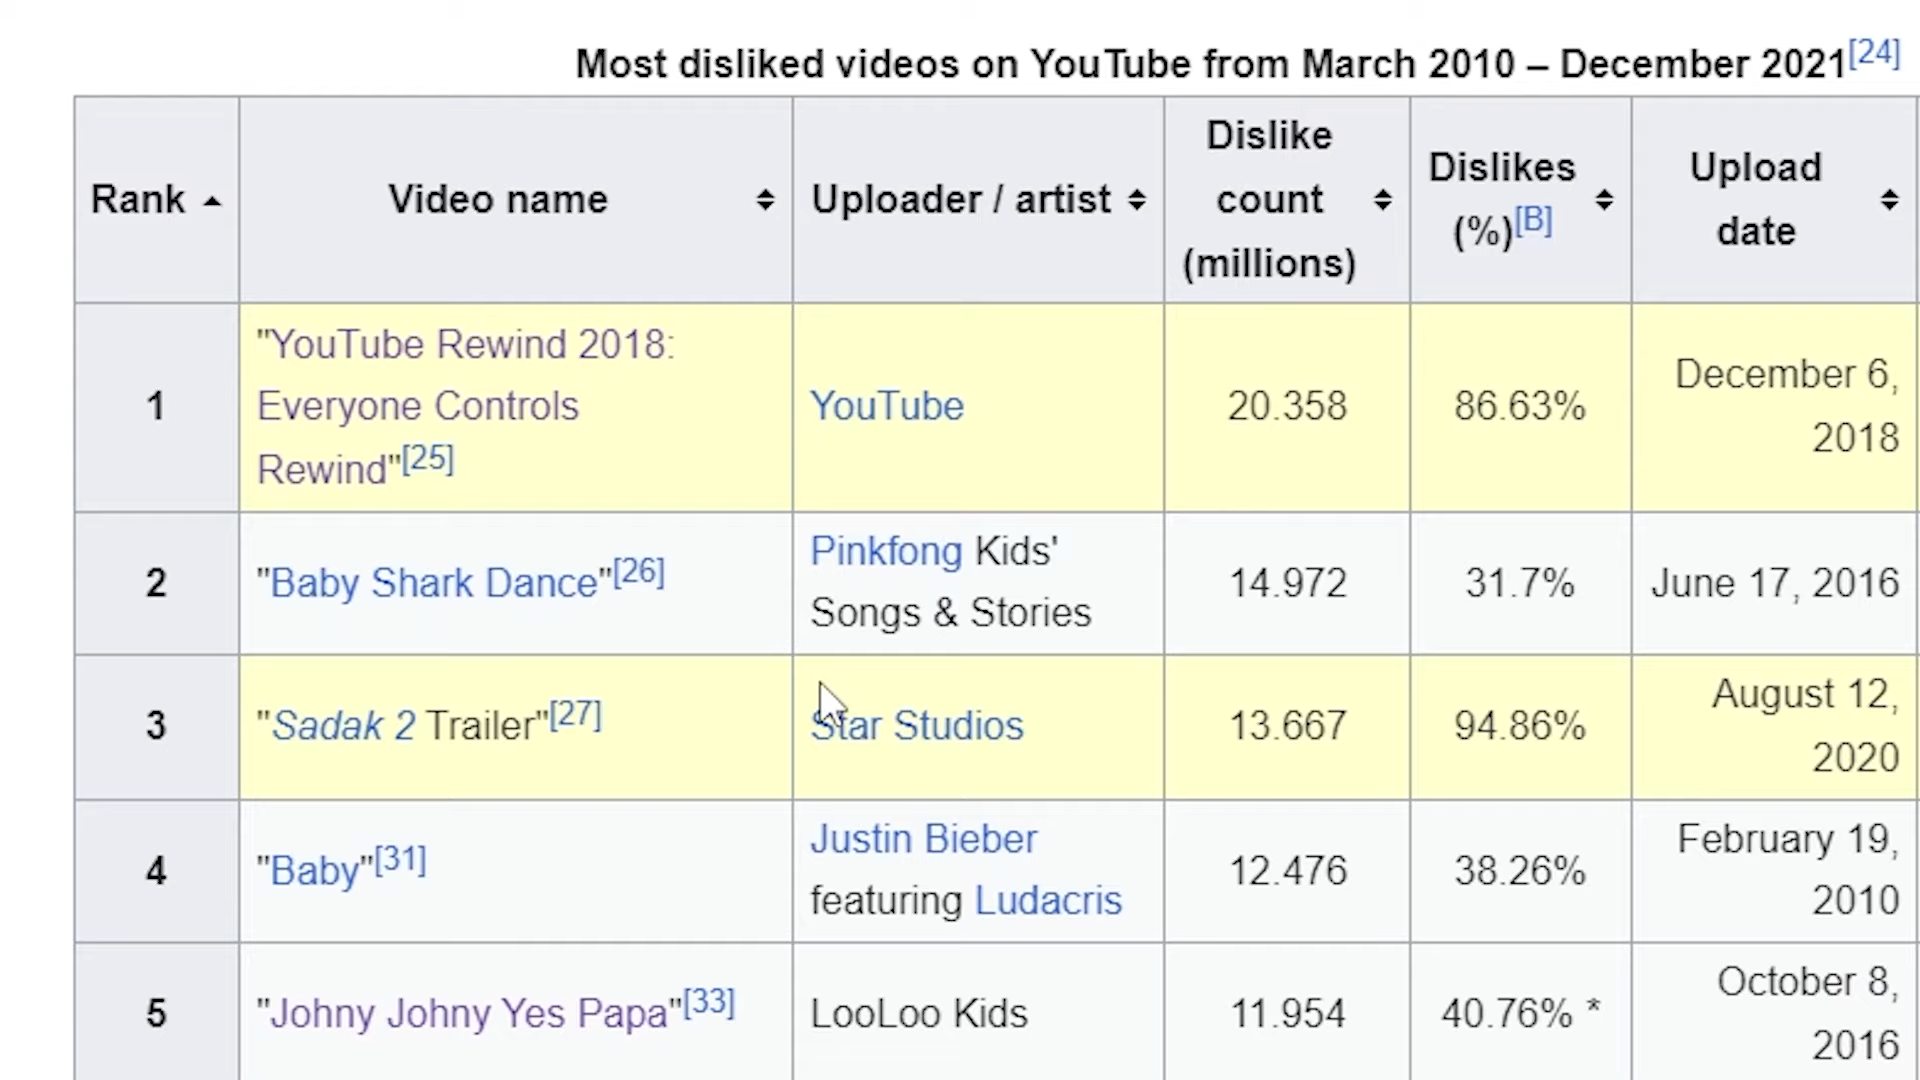 Most disliked videos on YouTube from March 2010 – December 2021[24]
Rank
Video name
Uploader / artist
Dislike
count
(millions)
Dislikes
(%)[B]
Upload
date
1
"YouTube Rewind 2018:
Everyone Controls
Rewind"[25]
YouTube
20.358
86.63%
December 6,
2018
2
"Baby Shark Dance"[26]
Pinkfong Kids'
Songs & Stories
14.972
31.7%
June 17, 2016
3
"Sadak 2 Trailer"[27]
Star Studios
13.667
94.86%
August 12,
2020
4
"Baby"[31]
Justin Bieber
featuring Ludacris
12.476
38.26%
February 19,
2010
5
"Johny Johny Yes Papa"[33]
LooLoo Kids
11.954
40.76% *
October 8,
2016